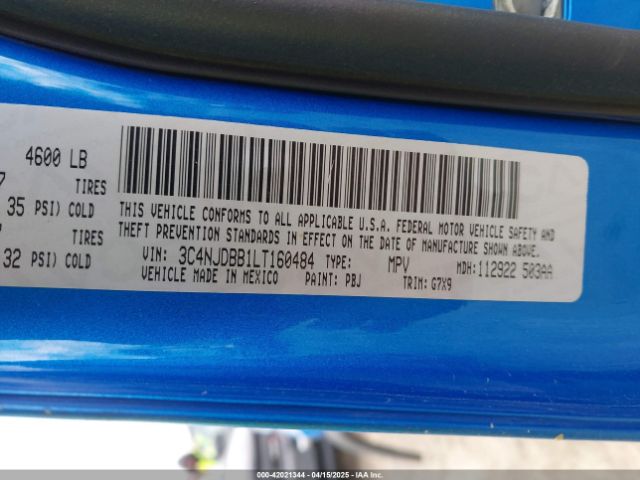 4600 LB
TIRES
35 PSI) COLD
TIRES
32 PSI) COLD
THIS VEHICLE CONFORMS TO ALL APPLICABLE U.S.A. FEDERAL MOTOR VEHICLE SAFETY AND
THEFT PREVENTION STANDARDS IN EFFECT ON THE DATE OF MANUFACTURE SHOWN ABOVE.
VIN: 3C4NJDBB1LT160484 TYPE: MPV MDH: 112922 503AA
VEHICLE MADE IN MEXICO PAINT: PBJ TRIM: G7X9
000-42021344 - 04/15/2025 - IAA Inc.